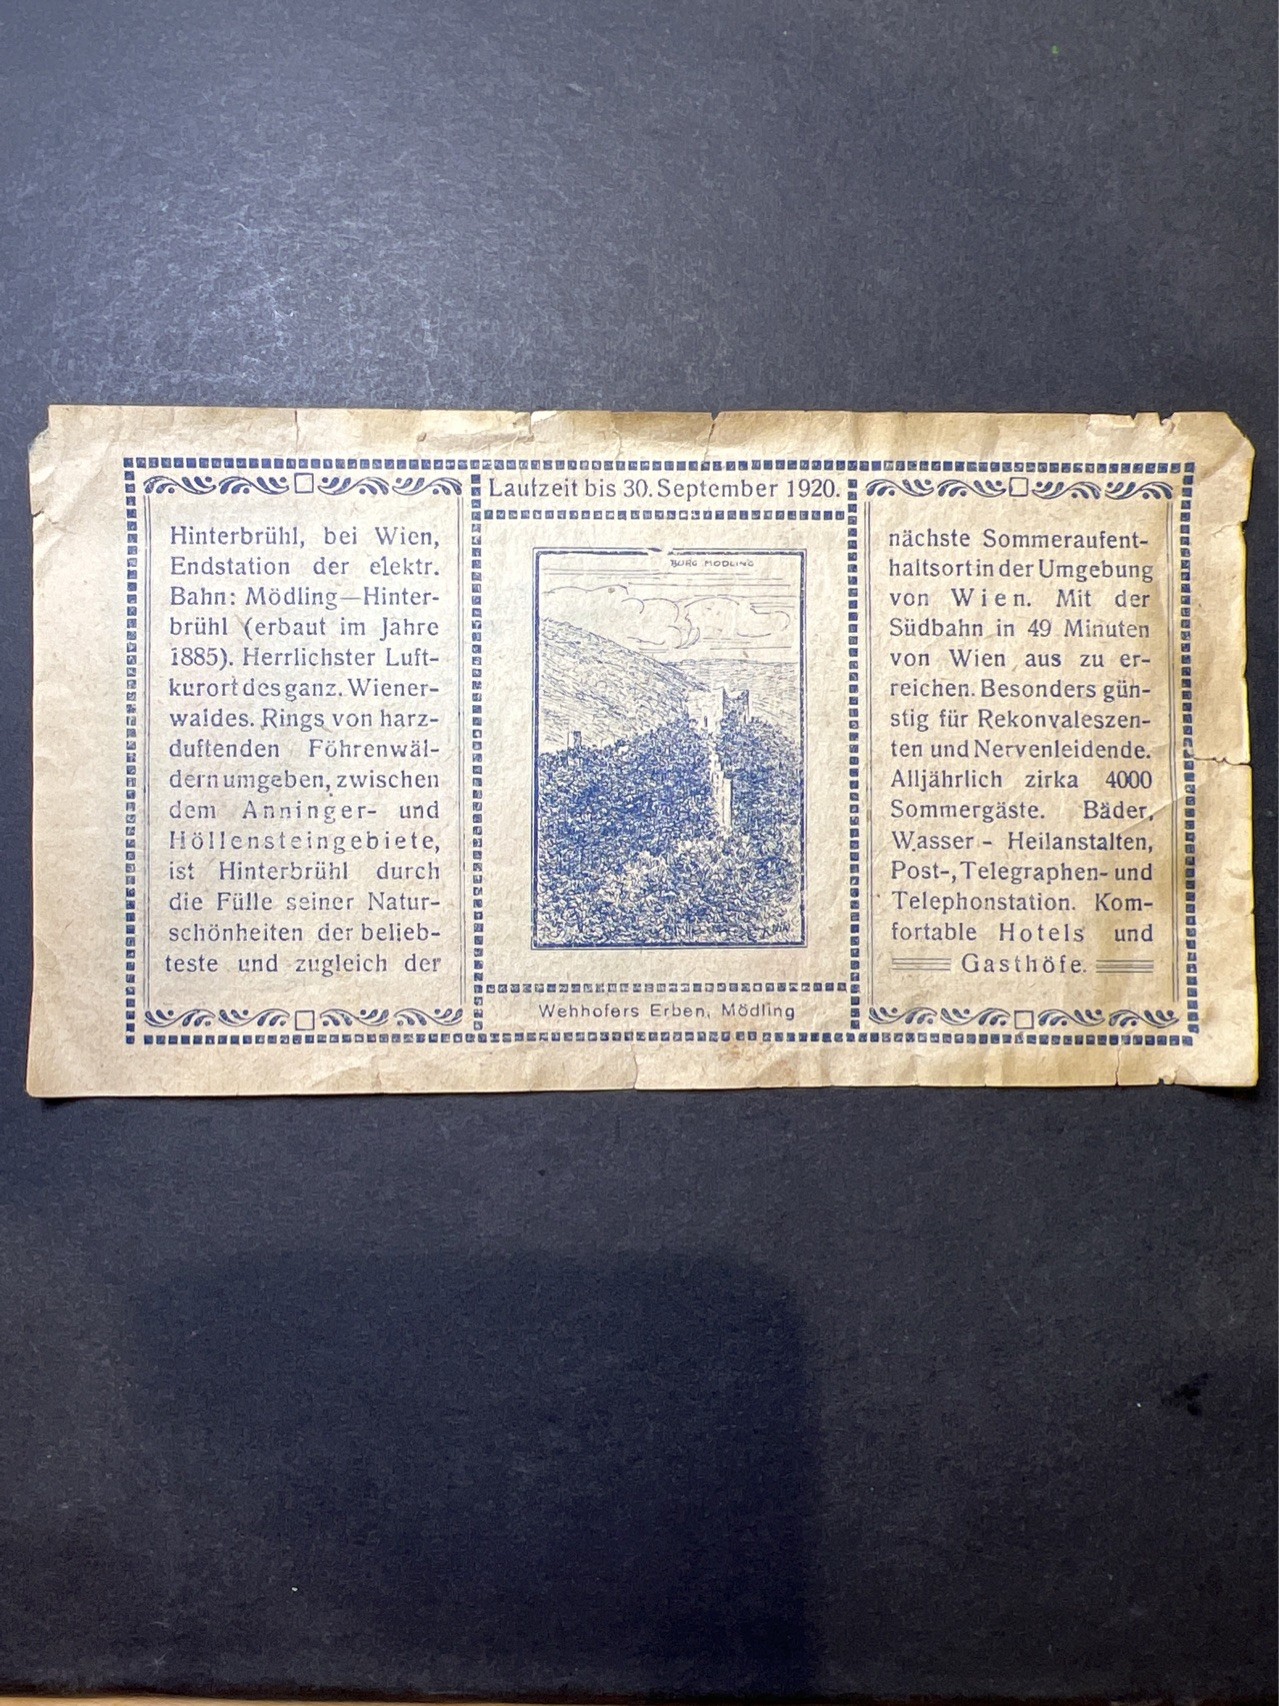 Laufzeit bis 30. September 1920.
Hinterbrühl, bei Wien,
Endstation der elektr.
Bahn: Mödling—Hinter-
brühl (erbaut im Jahre
1885). Herrlichster Luft-
kurort des ganz. Wiener-
waldes. Rings von harz-
duftenden Föhrenwäl-
dern umgeben, zwischen
dem Anninger- und
Höllensteingebiete,
ist Hinterbrühl durch
die Fülle seiner Natur-
schönheiten der belieb-
teste und zugleich der
BURG MÖDLING
Wehhofers Erben, Mödling
nächste Sommeraufent-
haltsort in der Umgebung
von Wien. Mit der
Südbahn in 49 Minuten
von Wien aus zu er-
reichen. Besonders gün-
stig für Rekonvaleszen-
ten und Nervenleidende.
Alljährlich zirka 4000
Sommergäste. Bäder,
Wasser- Heilanstalten,
Post-, Telegraphen- und
Telephonstation. Kom-
fortable Hotels und
Gasthöfe.